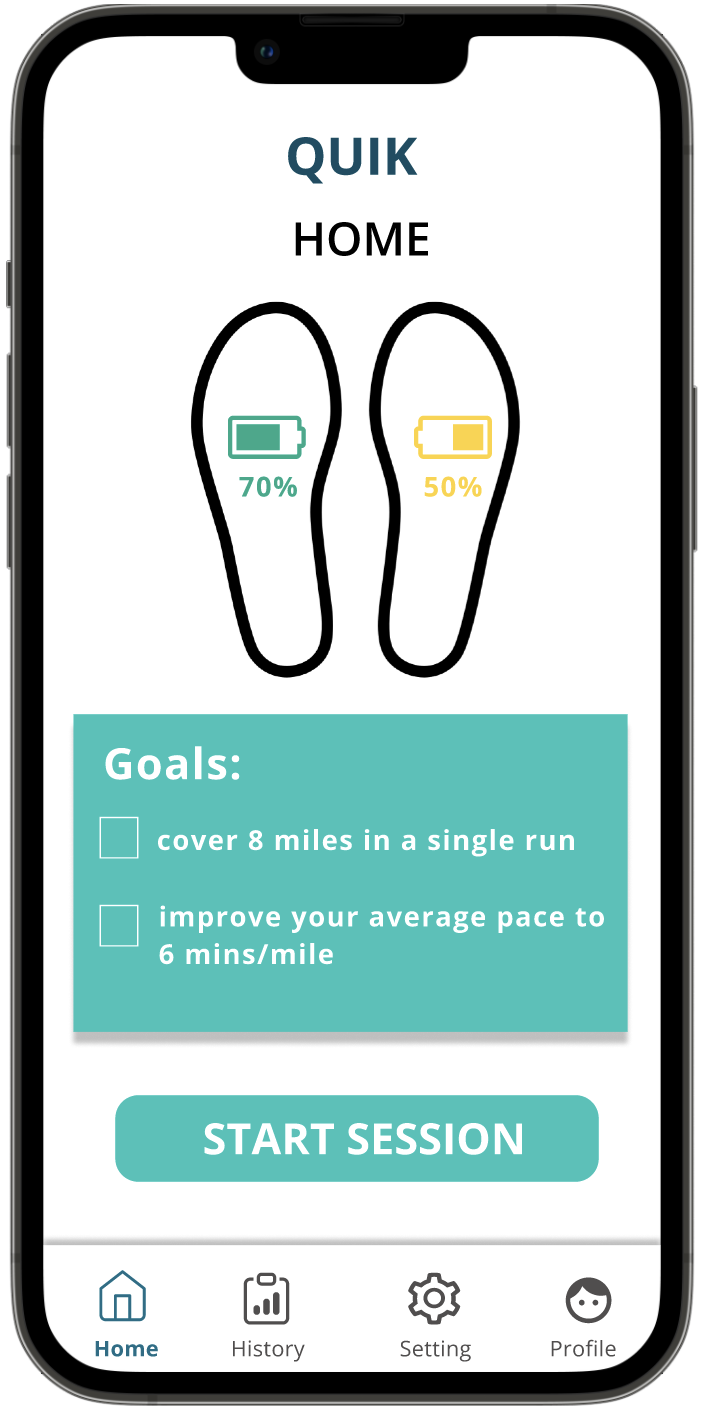 QUIK
HOME
70%
50%
Goals:
cover 8 miles in a single run
improve your average pace to
6 mins/mile
START SESSION
Home
History
Setting
Profile